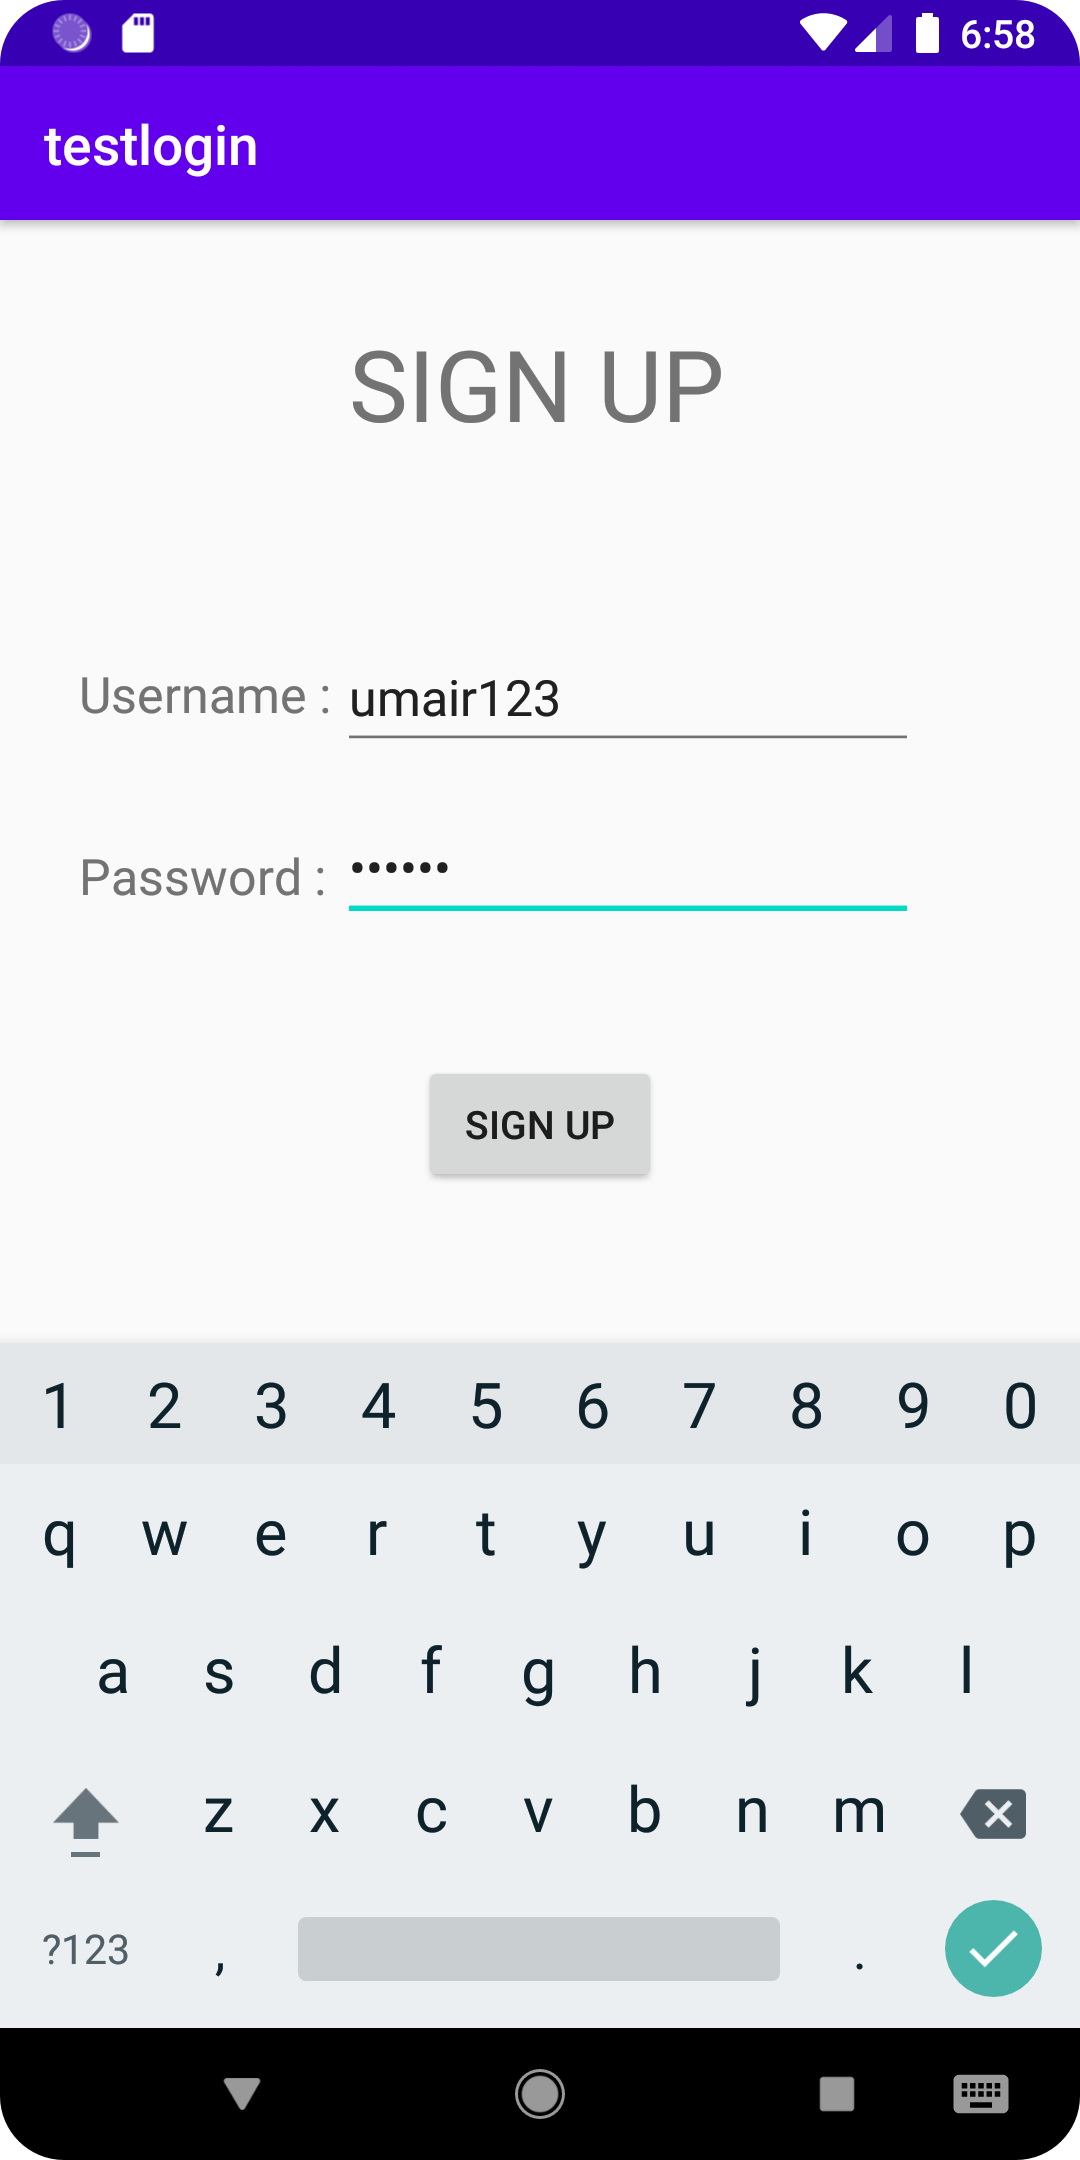 6:58
testlogin
SIGN UP
Username : umair123
Password : ••••••
SIGN UP
1 2 3 4 5 6 7 8 9 0
q w e r t y u i o p
a s d f g h j k l
z x c v b n m
?123 , .